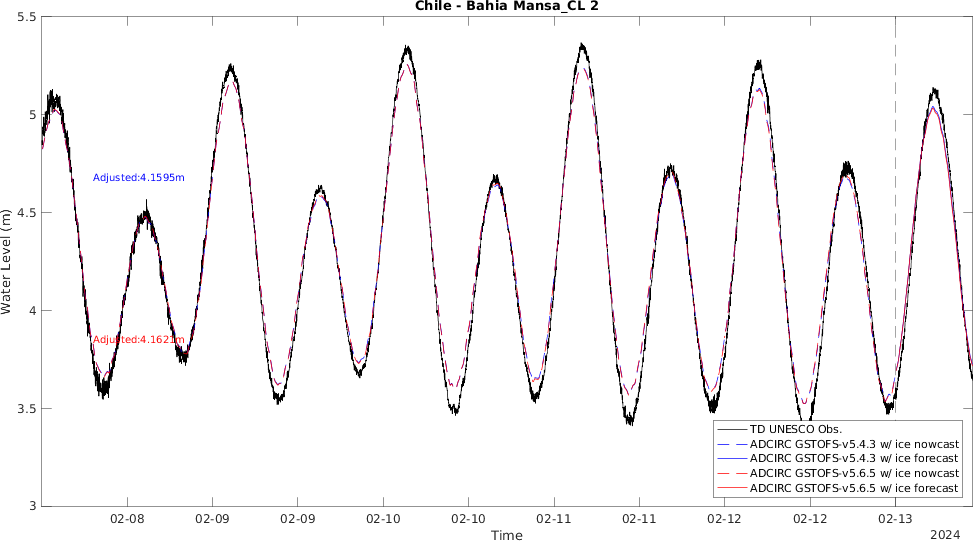 Chile - Bahia Mansa_CL 2
5.5
5
4.5
4
3.5
3
Water Level (m)
Adjusted:4.1595m
Adjusted:4.1621m
TD UNESCO Obs.
ADCIRC GSTOFS-v5.4.3 w/ ice nowcast
ADCIRC GSTOFS-v5.4.3 w/ ice forecast
ADCIRC GSTOFS-v5.6.5 w/ ice nowcast
ADCIRC GSTOFS-v5.6.5 w/ ice forecast
02-08 02-09 02-09 02-10 02-10 02-11 02-11 02-12 02-12 02-13
Time
2024